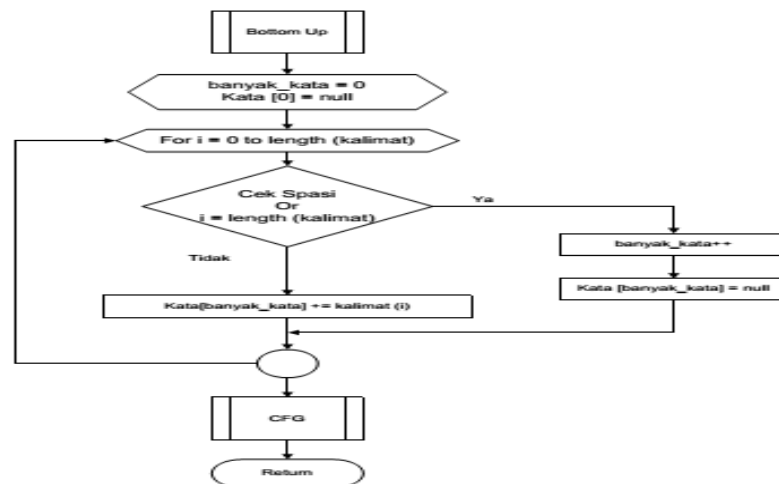 Bottom Up
banyak_kata = 0
Kata [0] = null
For i = 0 to length (kalimat)
Cek Spasi
Or
i = length (kalimat)
Ya
Tidak
banyak_kata++
Kata [banyak_kata] = null
Kata[banyak_kata] += kalimat (i)
CFG
Return